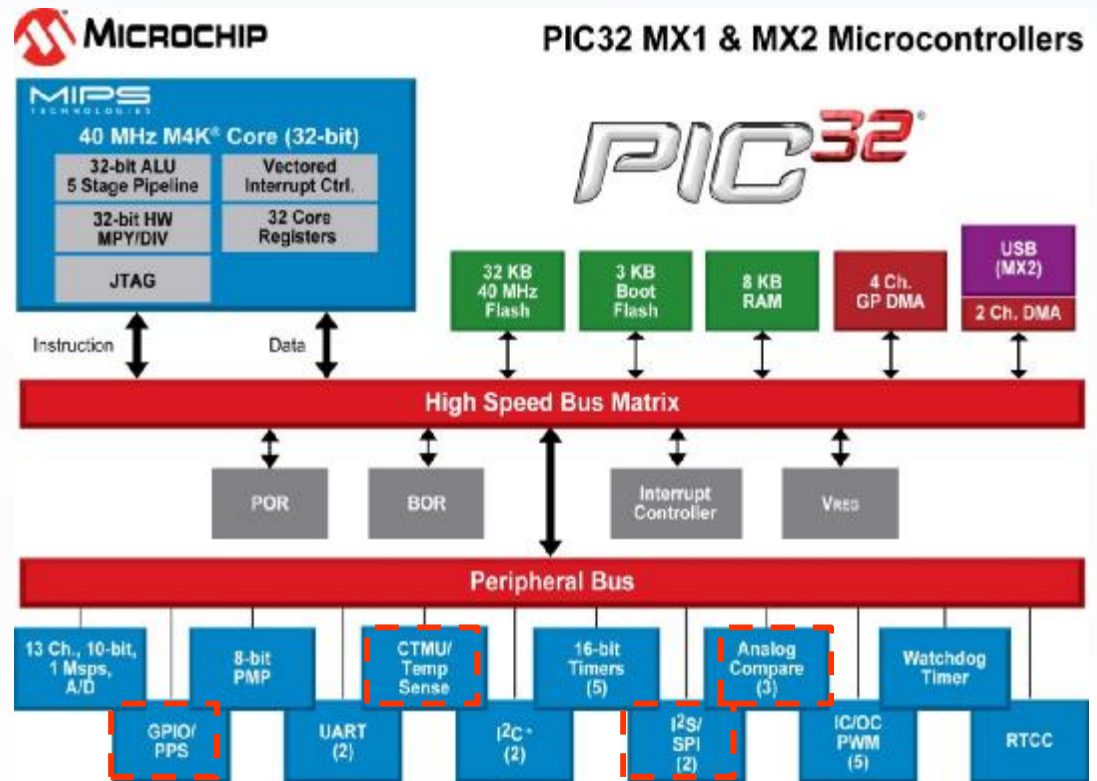 MICROCHIP
PIC32 MX1 & MX2 Microcontrollers
MIPS
TECHNOLOGIES
40 MHz M4K® Core (32-bit)
32-bit ALU
5 Stage Pipeline
Vectored
Interrupt Ctrl.
32-bit HW
MPY/DIV
32 Core
Registers
JTAG
PIC32®
32 KB
40 MHz
Flash
3 KB
Boot
Flash
8 KB
RAM
4 Ch.
GP DMA
USB
(MX2)
2 Ch. DMA
Instruction
Data
High Speed Bus Matrix
POR
BOR
Interrupt
Controller
VREG
Peripheral Bus
13 Ch., 10-bit,
1 Msps,
A/D
8-bit
PMP
CTMU/
Temp
Sense
16-bit
Timers
(5)
Analog
Compare
(3)
Watchdog
Timer
GPIO/
PPS
UART
(2)
I²C™
(2)
I²S/
SPI
(2)
IC/OC
PWM
(5)
RTCC